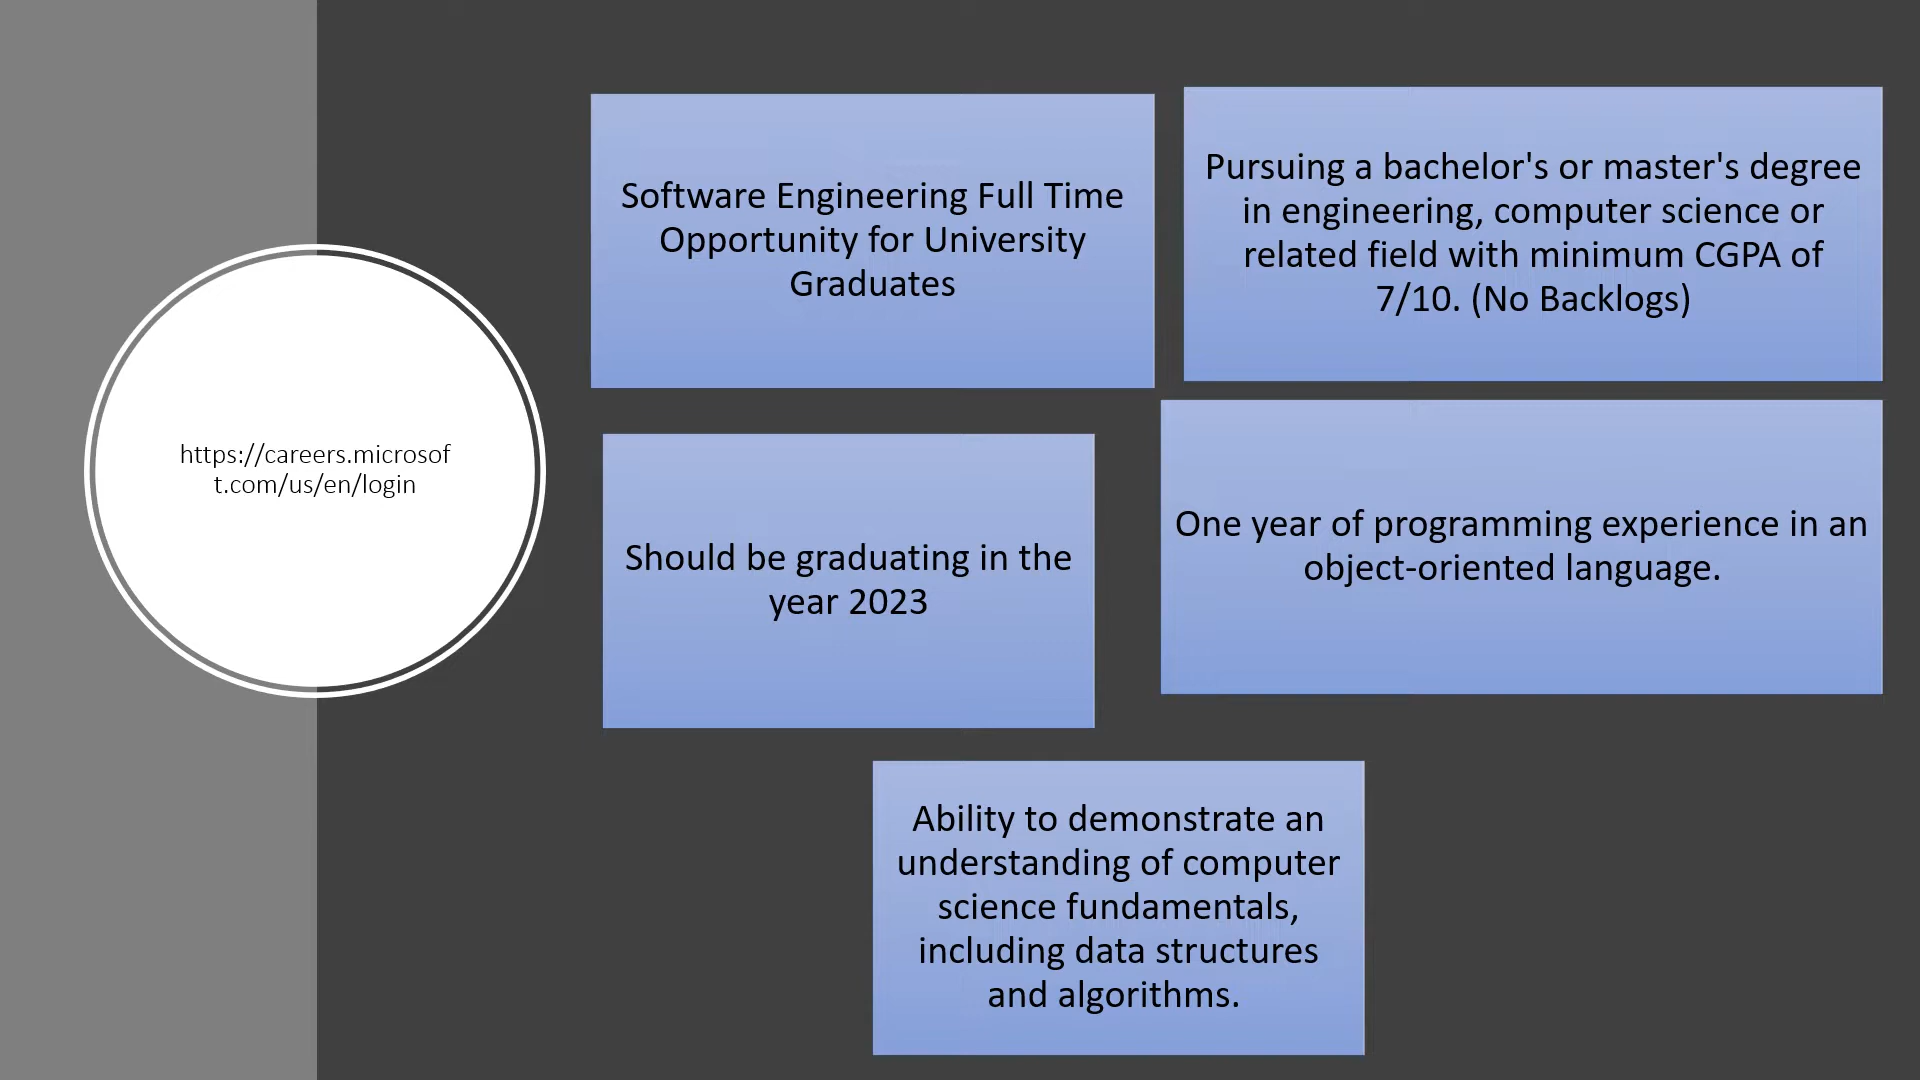 https://careers.microsof
t.com/us/en/login
Software Engineering Full Time
Opportunity for University
Graduates
Pursuing a bachelor's or master's degree
in engineering, computer science or
related field with minimum CGPA of
7/10. (No Backlogs)
Should be graduating in the
year 2023
One year of programming experience in an
object-oriented language.
Ability to demonstrate an
understanding of computer
science fundamentals,
including data structures
and algorithms.